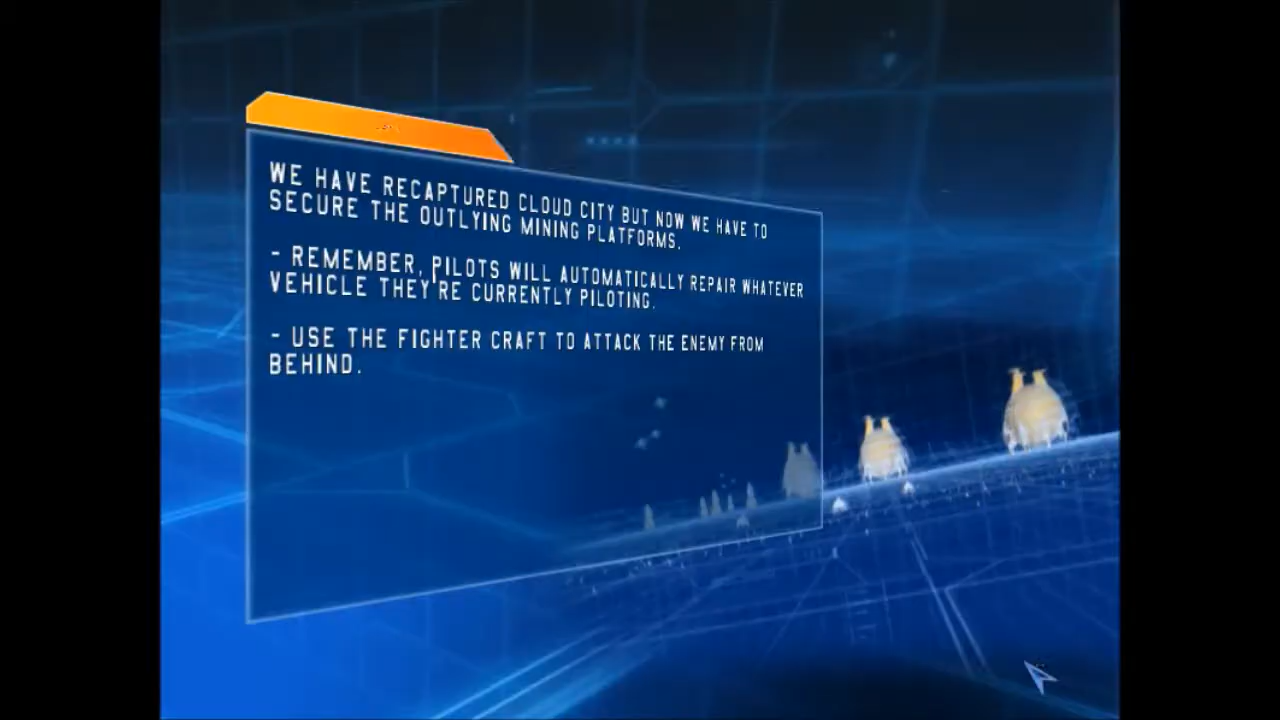 WE HAVE RECAPTURED CLOUD CITY BUT NOW WE HAVE TO
SECURE THE OUTLYING MINING PLATFORMS.
- REMEMBER, PILOTS WILL AUTOMATICALLY REPAIR WHATEVER
VEHICLE THEY'RE CURRENTLY PILOTING.
- USE THE FIGHTER CRAFT TO ATTACK THE ENEMY FROM
BEHIND.